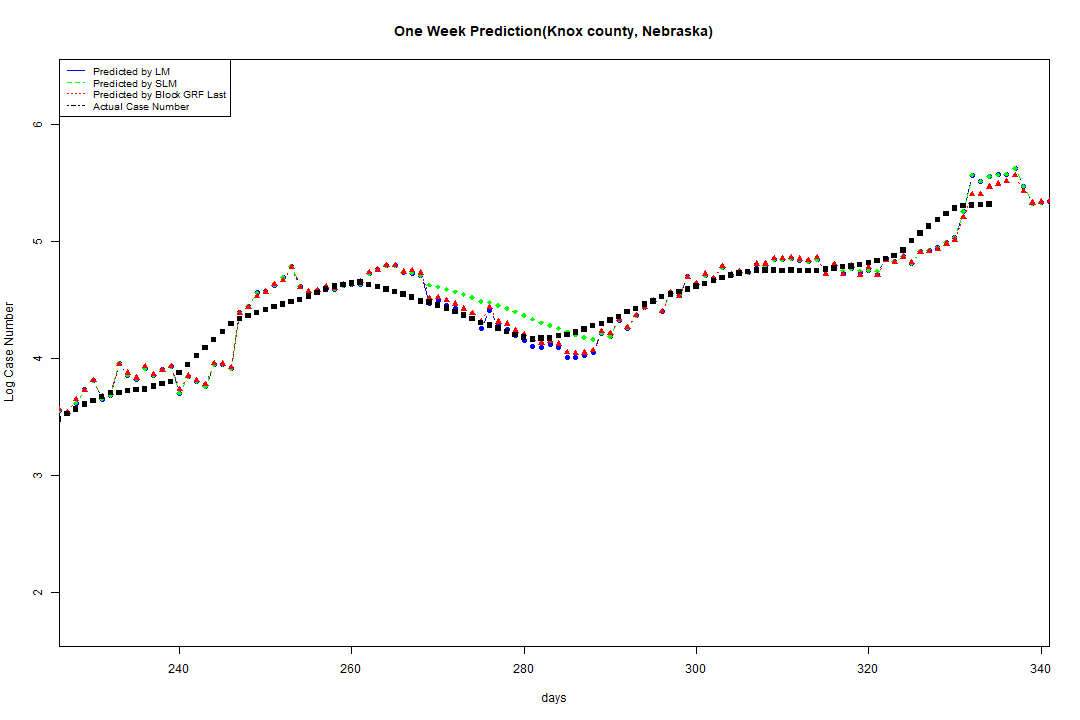 One Week Prediction(Knox county, Nebraska)
Predicted by LM
Predicted by SLM
Predicted by Block GRF Last
Actual Case Number
Log Case Number
6
5
4
3
2
240 260 280 300 320 340
days